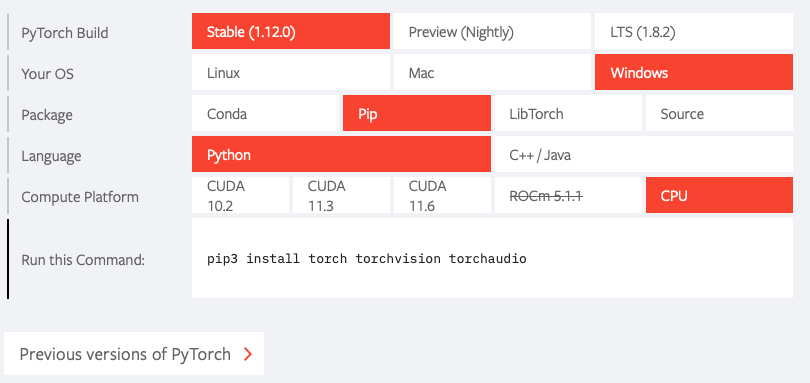 PyTorch Build
Stable (1.12.0)
Preview (Nightly)
LTS (1.8.2)
Your OS
Linux
Mac
Windows
Package
Conda
Pip
LibTorch
Source
Language
Python
C++ / Java
Compute Platform
CUDA
10.2
CUDA
11.3
CUDA
11.6
ROCm 5.1.1
CPU
Run this Command:
pip3 install torch torchvision torchaudio
Previous versions of PyTorch